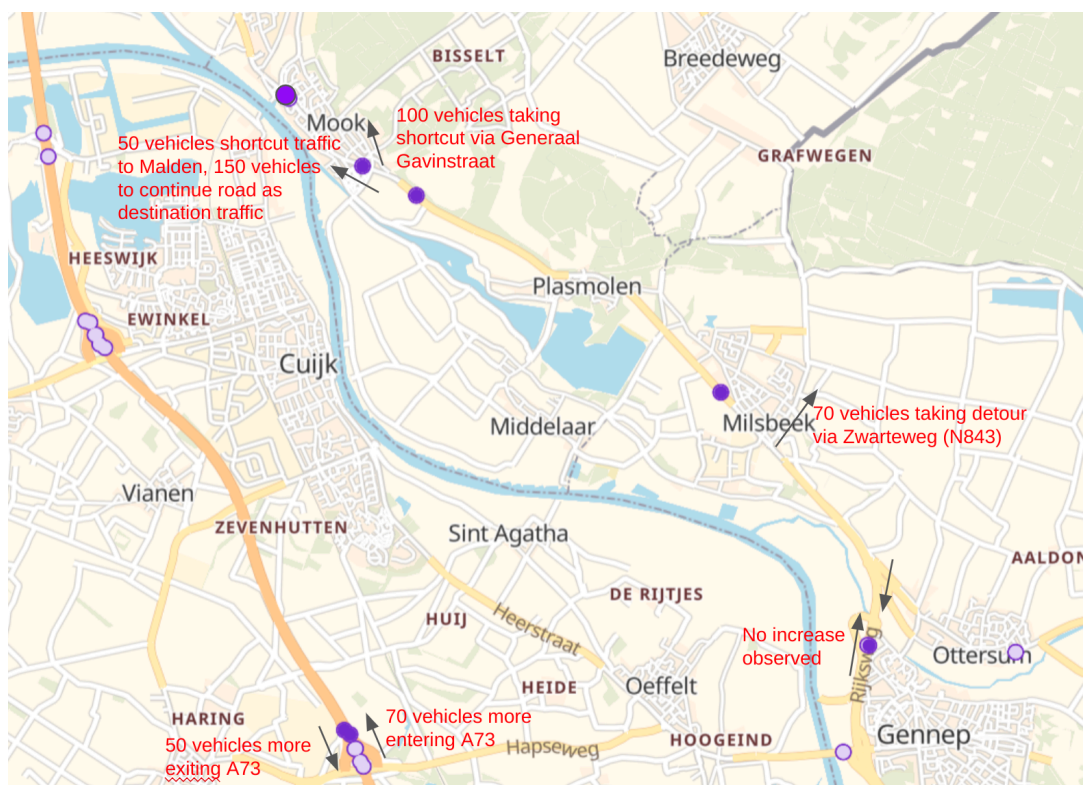 BISSELT
Breedeweg
100 vehicles taking
shortcut via Generaal
Gavinstraat
Mook
50 vehicles shortcut traffic
to Malden, 150 vehicles
to continue road as
destination traffic
GRAFWEGEN
HEESWIJK
Plasmolen
EWINKEL
Cuijk
Middelaar
Milsbeek
70 vehicles taking detour
via Zwarteweg (N843)
Vianen
ZEVENHUTTEN
Sint Agatha
AALDON
DE RIJTJES
HUIJ
Heerstraat
No increase
observed
Rijksweg
Ottersum
HEIDE
Oeffelt
HARING
70 vehicles more
entering A73
50 vehicles more
exiting A73
Hapseweg
HOOGEIND
Gennep